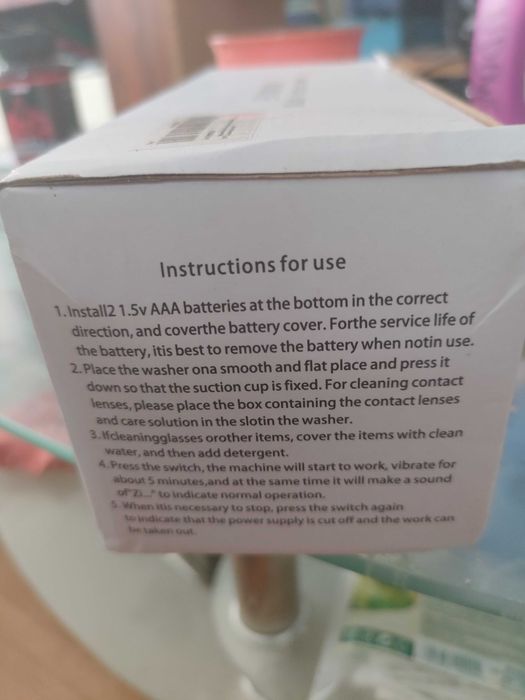 Instructions for use
1.Install2 1.5v AAA batteries at the bottom in the correct
direction, and coverthe battery cover. Forthe service life of
the battery, itis best to remove the battery when notin use.
2.Place the washer ona smooth and flat place and press it
down so that the suction cup is fixed. For cleaning contact
lenses, please place the box containing the contact lenses
and care solution in the slotin the washer.
3.Ifcleaningglasses orother items, cover the items with clean
water, and then add detergent.
4.Press the switch, the machine will start to work, vibrate for
about 5 minutes,and at the same time it will make a sound
of"Zi..." to indicate normal operation.
5.When itis necessary to stop, press the switch again
to indicate that the power supply is cut off and the work can
be taken out.